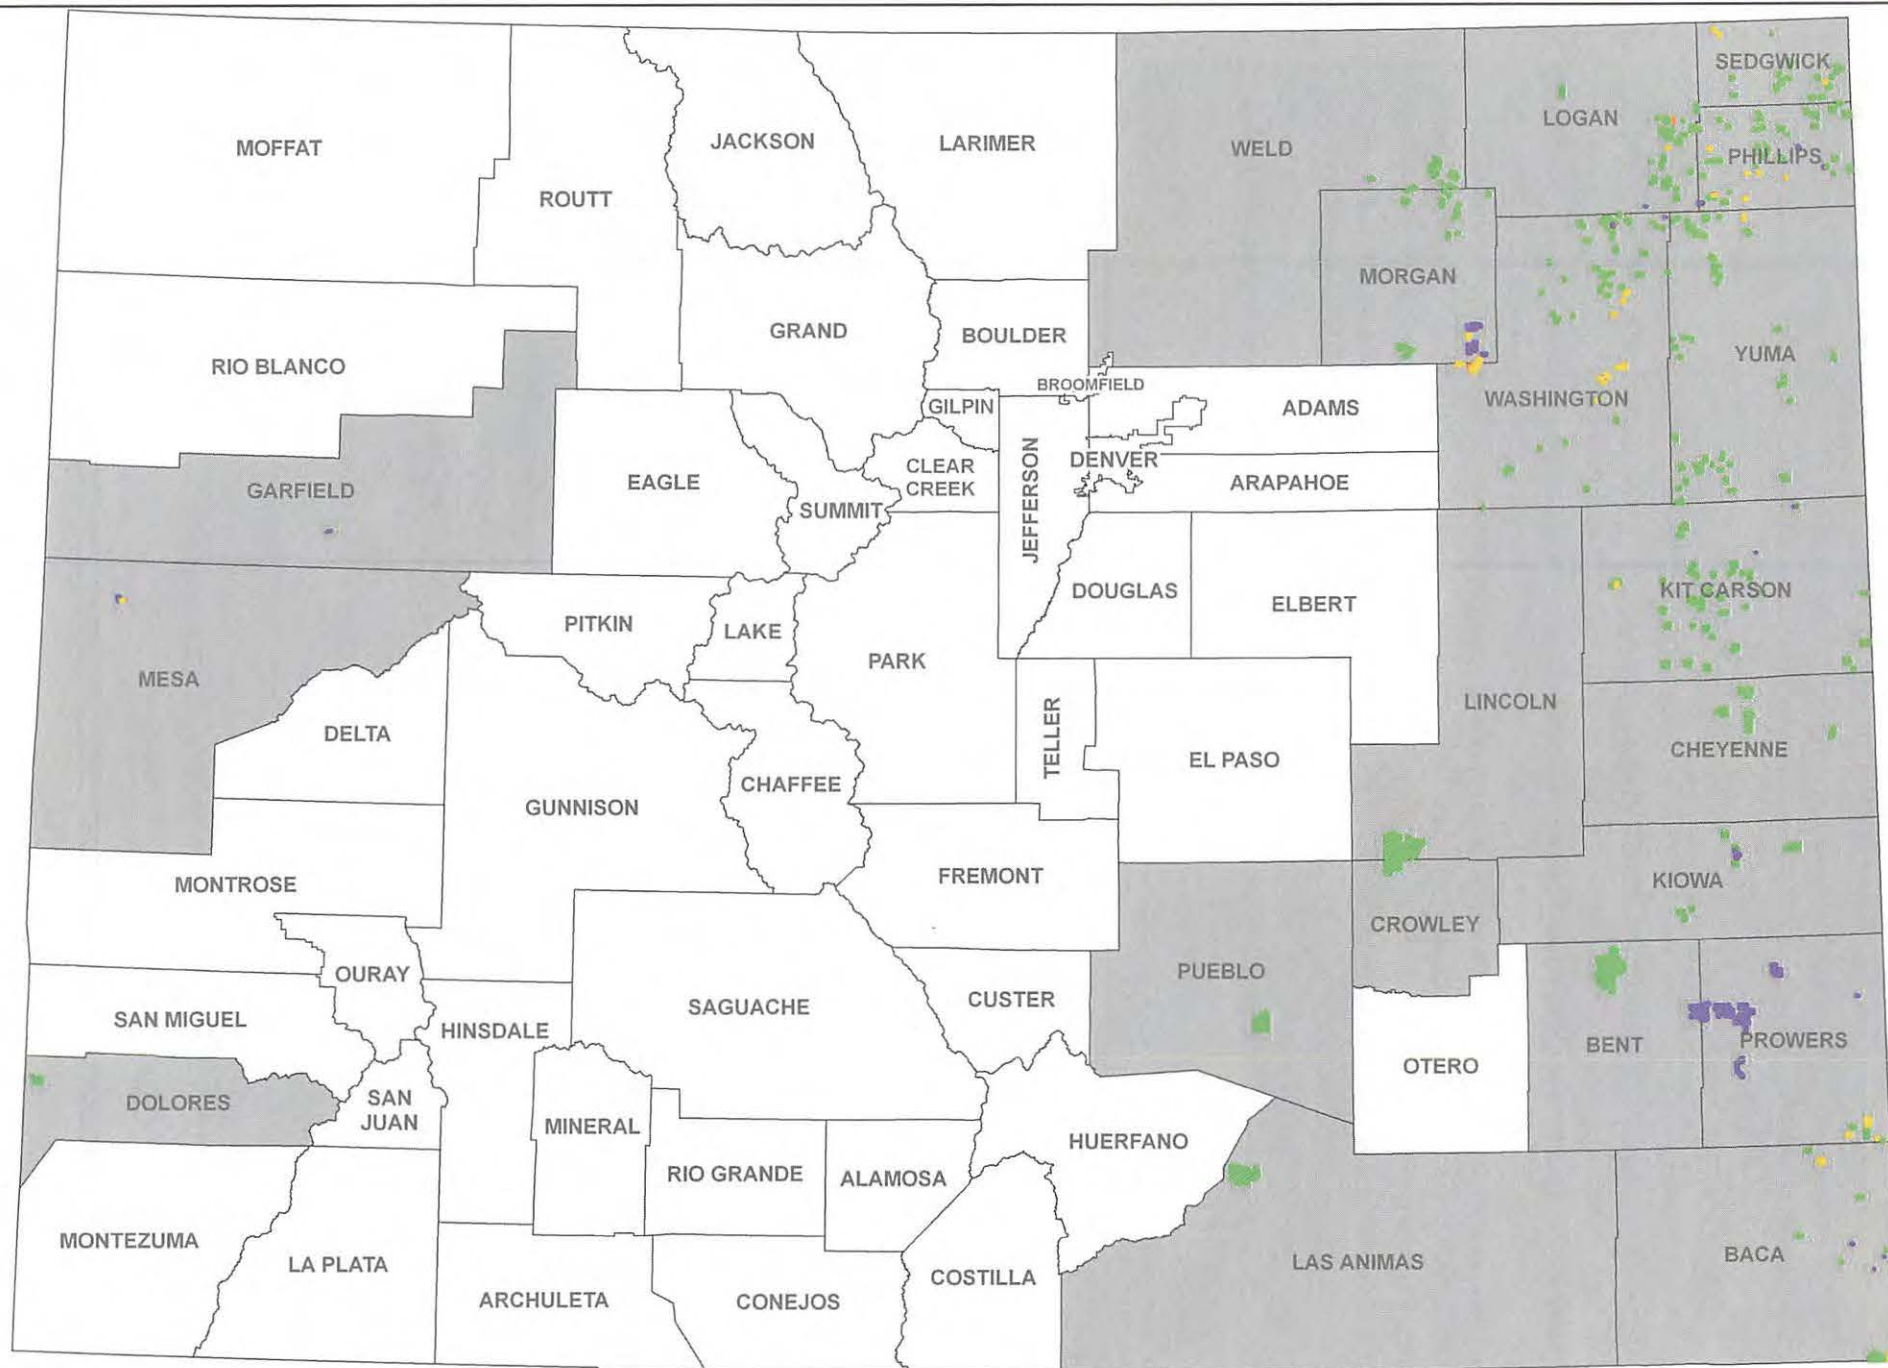 SEDGWICK
LOGAN
MOFFAT
JACKSON
LARIMER
WELD
PHILLIPS
ROUTT
MORGAN
GRAND
BOULDER
YUMA
RIO BLANCO
BROOMFIELD
GILPIN
ADAMS
WASHINGTON
CLEAR
CREEK
DENVER
EAGLE
ARAPAHOE
GARFIELD
SUMMIT
JEFFERSON
DOUGLAS
ELBERT
KIT CARSON
PITKIN
LAKE
PARK
MESA
LINCOLN
DELTA
TELLER
CHEYENNE
EL PASO
CHAFFEE
GUNNISON
FREMONT
KIOWA
MONTROSE
CROWLEY
PUEBLO
OURAY
CUSTER
SAGUACHE
SAN MIGUEL
HINSDALE
PROWERS
BENT
OTERO
DOLORES
SAN
JUAN
MINERAL
HUERFANO
RIO GRANDE
ALAMOSA
MONTEZUMA
LA PLATA
BACA
LAS ANIMAS
COSTILLA
ARCHULETA
CONEJOS